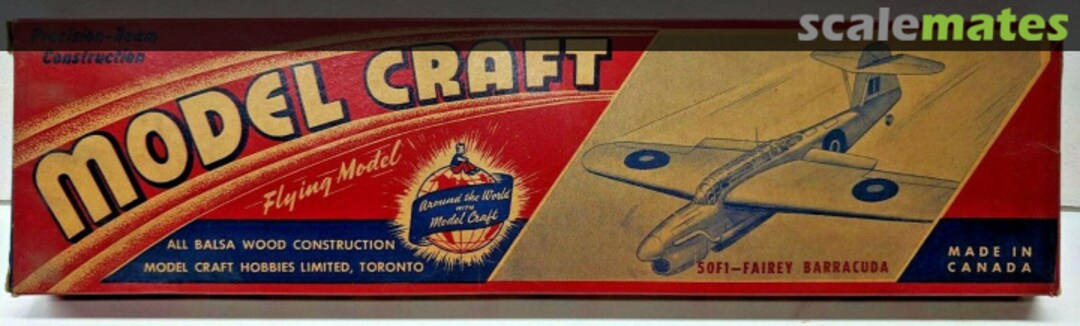 scalemates
Precision-Beam
Construction
MODEL CRAFT
Flying Model
Around the World
WITH
Model Craft
ALL BALSA WOOD CONSTRUCTION
MODEL CRAFT HOBBIES LIMITED, TORONTO
50F1-FAIREY BARRACUDA
MADE IN
CANADA